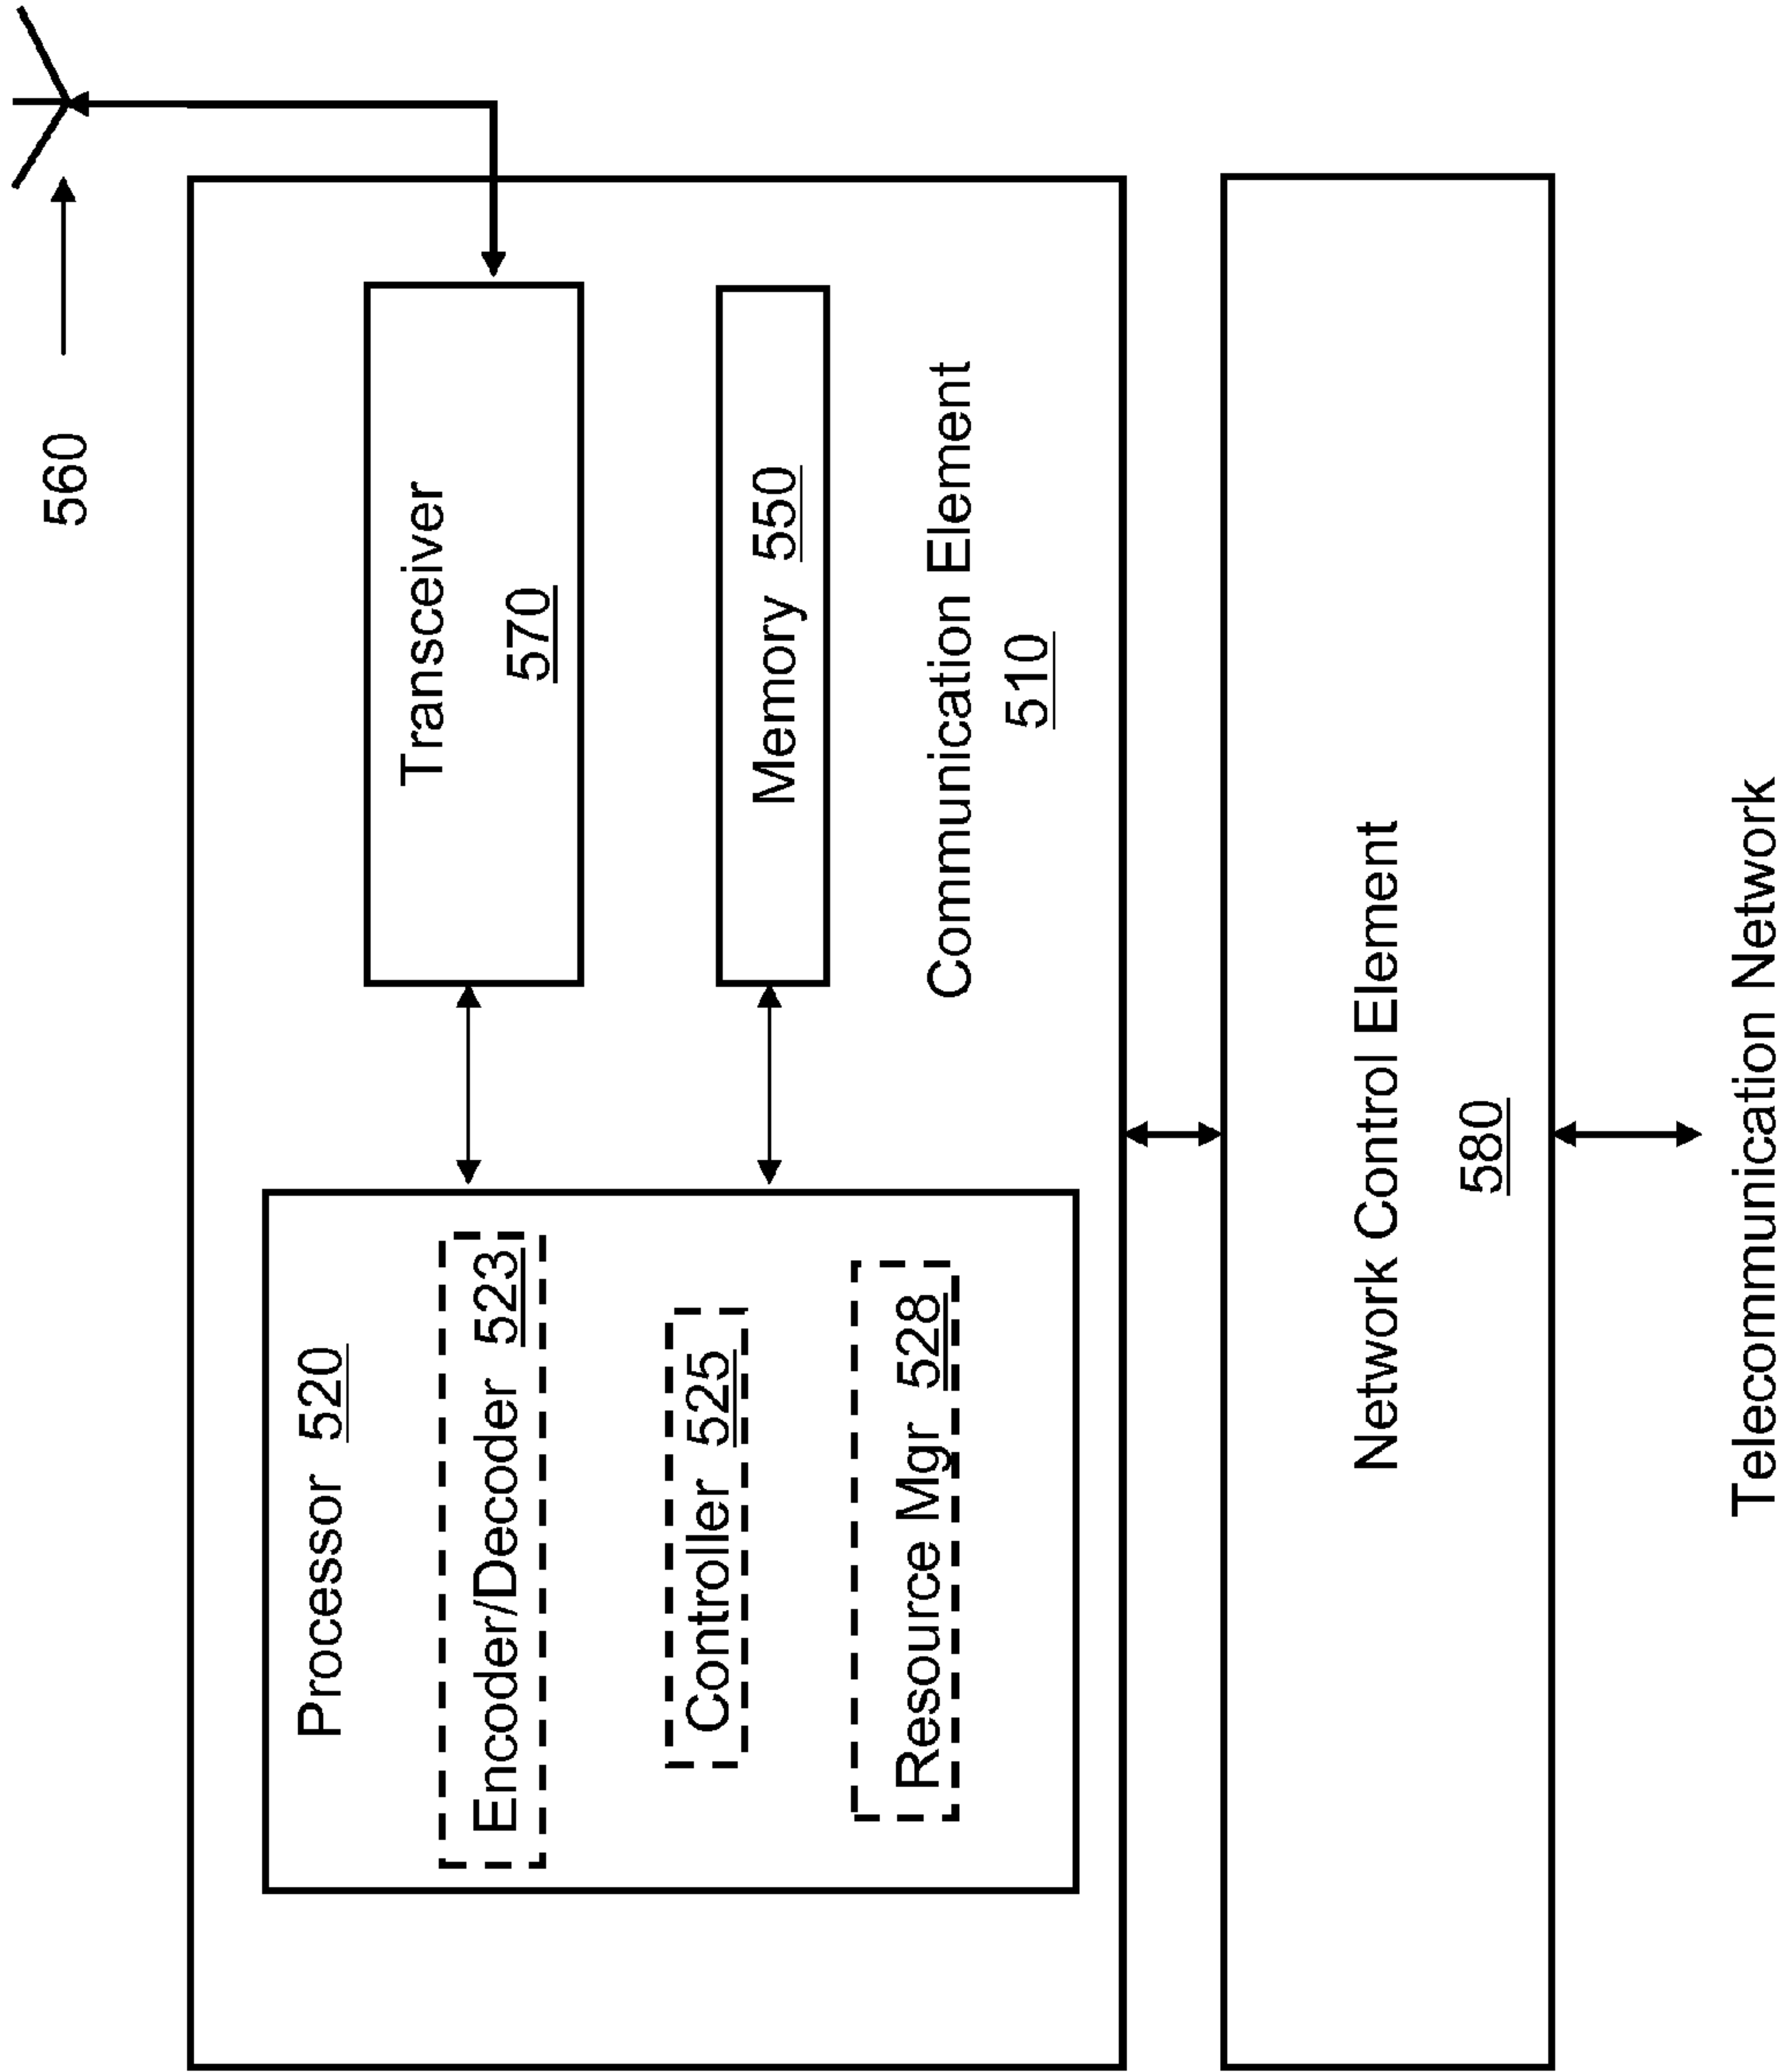 560
Processor 520
Encoder/Decoder 523
Controller 525
Resource Mgr 528
Transceiver
570
Memory 550
Communication Element
510
Network Control Element
580
Telecommunication Network